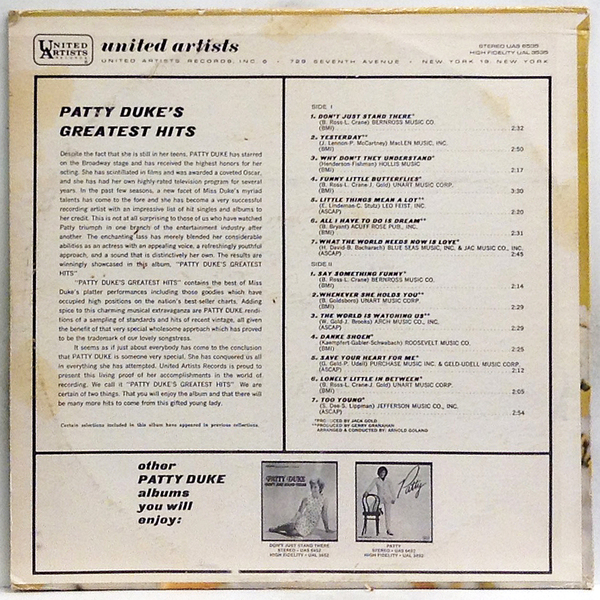 UNITED
ARTISTS
RECORDS
united artists
STEREO UAS 6535
HIGH FIDELITY UAL 3535
UNITED ARTISTS RECORDS, INC. • 729 SEVENTH AVENUE • NEW YORK 19, NEW YORK
PATTY DUKE'S
GREATEST HITS
Despite the fact that she is still in her teens, PATTY DUKE has starred
on the Broadway stage and has received the highest honors for her
acting. She has scintillated in films and was awarded a coveted Oscar,
and she has had her own highly-rated television program for several
years. In the past few seasons, a new facet of Miss Duke's myriad
talents has come to the fore and she has become a very successful
recording artist with an impressive list of hit singles and albums to
her credit. This is not at all surprising to those of us who have watched
Patty triumph in one branch of the entertainment industry after
another. The enchanting lass has merely blended her considerable
abilities as an actress with an appealing voice, a refreshingly youthful
approach, and a sound that is distinctively her own. The results are
winningly showcased in this album, "PATTY DUKE'S GREATEST
HITS"
"PATTY DUKE'S GREATEST HITS" contains the best of Miss
Duke's platter performances including those goodies which have
occupied high positions on the nation's best-seller charts. Adding
spice to this charming musical extravaganza are PATTY DUKE rendi-
tions of a sampling of standards and hits of recent vintage, all given
the benefit of that very special wholesome approach which has proved
to be the trademark of our lovely songstress.
It seems as if just about everybody has come to the conclusion
that PATTY DUKE is someone very special. She has conquered us all
in everything she has attempted. United Artists Records is proud to
present this living proof of her accomplishments in the world of
recording. We call it "PATTY DUKE'S GREATEST HITS". We are
certain of two things. That you will enjoy the album and that there will
be many more hits to come from this gifted young lady.
Certain selections included in this album have appeared in previous collections.
SIDE I
1. DON'T JUST STAND THERE*
(B. Ross-L. Crane) BERNROSS MUSIC CO.
(BMI) 2:32
2. YESTERDAY**
(J. Lennon-P. McCartney) MacLEN MUSIC, INC.
(BMI) 2:50
3. WHY DON'T THEY UNDERSTAND*
(Henderson-Fishman) HOLLIS MUSIC
(BMI) 2:17
4. FUNNY LITTLE BUTTERFLIES*
(B. Ross-L. Crane-J. Gold) UNART MUSIC CORP.
(BMI) 3:30
5. LITTLE THINGS MEAN A LOT*
(E. Lindeman-C. Stutz) LEO FEIST, INC.
(ASCAP) 2:20
6. ALL I HAVE TO DO IS DREAM**
(B. Bryant) ACUFF ROSE PUB., INC.
(BMI) 2:31
7. WHAT THE WORLD NEEDS NOW IS LOVE*
(H. David-B. Bacharach) BLUE SEAS MUSIC, INC. & JAC MUSIC CO., INC.
(ASCAP) 2:45
SIDE II
1. SAY SOMETHING FUNNY*
(B. Ross-L. Crane) BERNROSS MUSIC CO.
(BMI) 2:14
2. WHENEVER SHE HOLDS YOU**
(B. Goldsboro) UNART MUSIC CORP.
(BMI) 2:29
3. THE WORLD IS WATCHING US**
(W. Gold-J. Brooks) ARCH MUSIC CO., INC.
(ASCAP) 2:29
4. DANKE SHOEN*
(Kaempfert-Gabler-Schwabach) ROOSEVELT MUSIC CO.
(BMI) 2:25
5. SAVE YOUR HEART FOR ME*
(G. Geld-P. Udell) PURCHASE MUSIC INC. & GELD-UDELL MUSIC CORP.
(ASCAP) 2:12
6. LONELY LITTLE IN BETWEEN*
(B. Ross-L. Crane-J. Gold) UNART MUSIC CORP.
(BMI) 2:05
7. TOO YOUNG*
(S. Dee-S. Lippman) JEFFERSON MUSIC CO., INC.
(ASCAP) 2:54
*PRODUCED BY JACK GOLD
**PRODUCED BY GERRY GRANAHAN
ARRANGED & CONDUCTED BY: ARNOLD GOLAND
other
PATTY DUKE
albums
you will
enjoy:
PATTY DUKE
DON'T JUST STAND THERE
Patty
DON'T JUST STAND THERE
STEREO - UAS 6452
HIGH FIDELITY - UAL 3452
PATTY
STEREO - UAS 6492
HIGH FIDELITY - UAL 3492